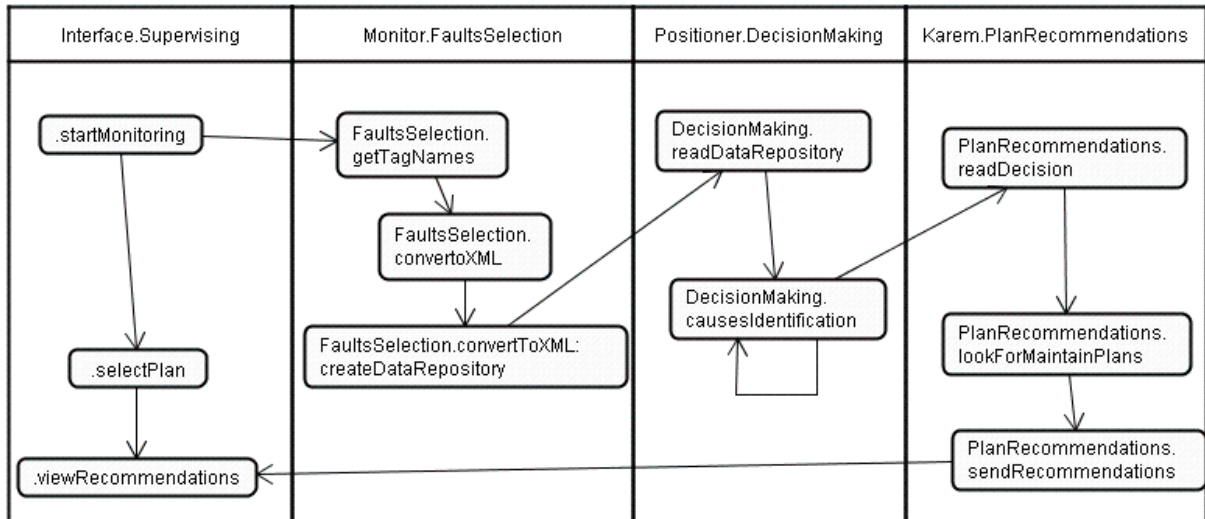 Interface.Supervising
Monitor.FaultsSelection
Positioner.DecisionMaking
Karem.PlanRecommendations
.startMonitoring
.selectPlan
.viewRecommendations
FaultsSelection.
getTagNames
FaultsSelection.
convertoXML
FaultsSelection.convertToXML:
createDataRepository
DecisionMaking.
readDataRepository
DecisionMaking.
causesIdentification
PlanRecommendations.
readDecision
PlanRecommendations.
lookForMaintainPlans
PlanRecommendations.
sendRecommendations